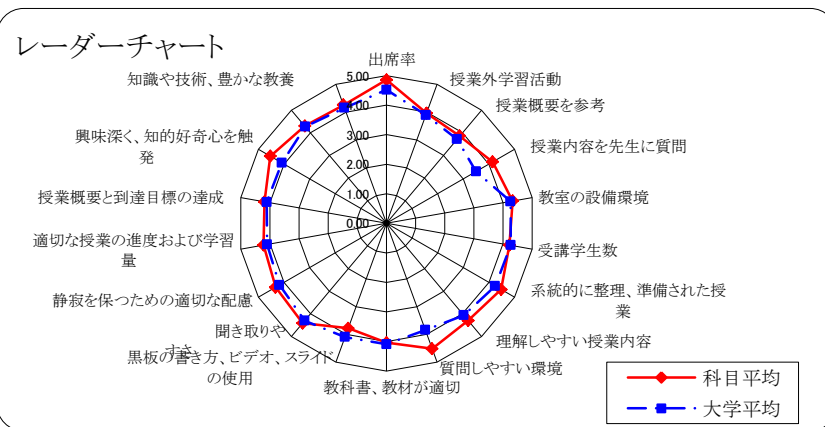 レーダーチャート
出席率
授業外学習活動
授業概要を参考
授業内容を先生に質問
教室の設備環境
受講学生数
系統的に整理、準備された授
業
理解しやすい授業内容
質問しやすい環境
教科書、教材が適切
黒板の書き方、ビデオ、スライド
の使用
聞き取りや
すさ
静寂を保つための適切な配慮
適切な授業の進度および学習
量
授業概要と到達目標の達成
興味深く、知的好奇心を触
発
知識や技術、豊かな教養
5.00
4.00
3.00
2.00
1.00
0.00
科目平均
大学平均